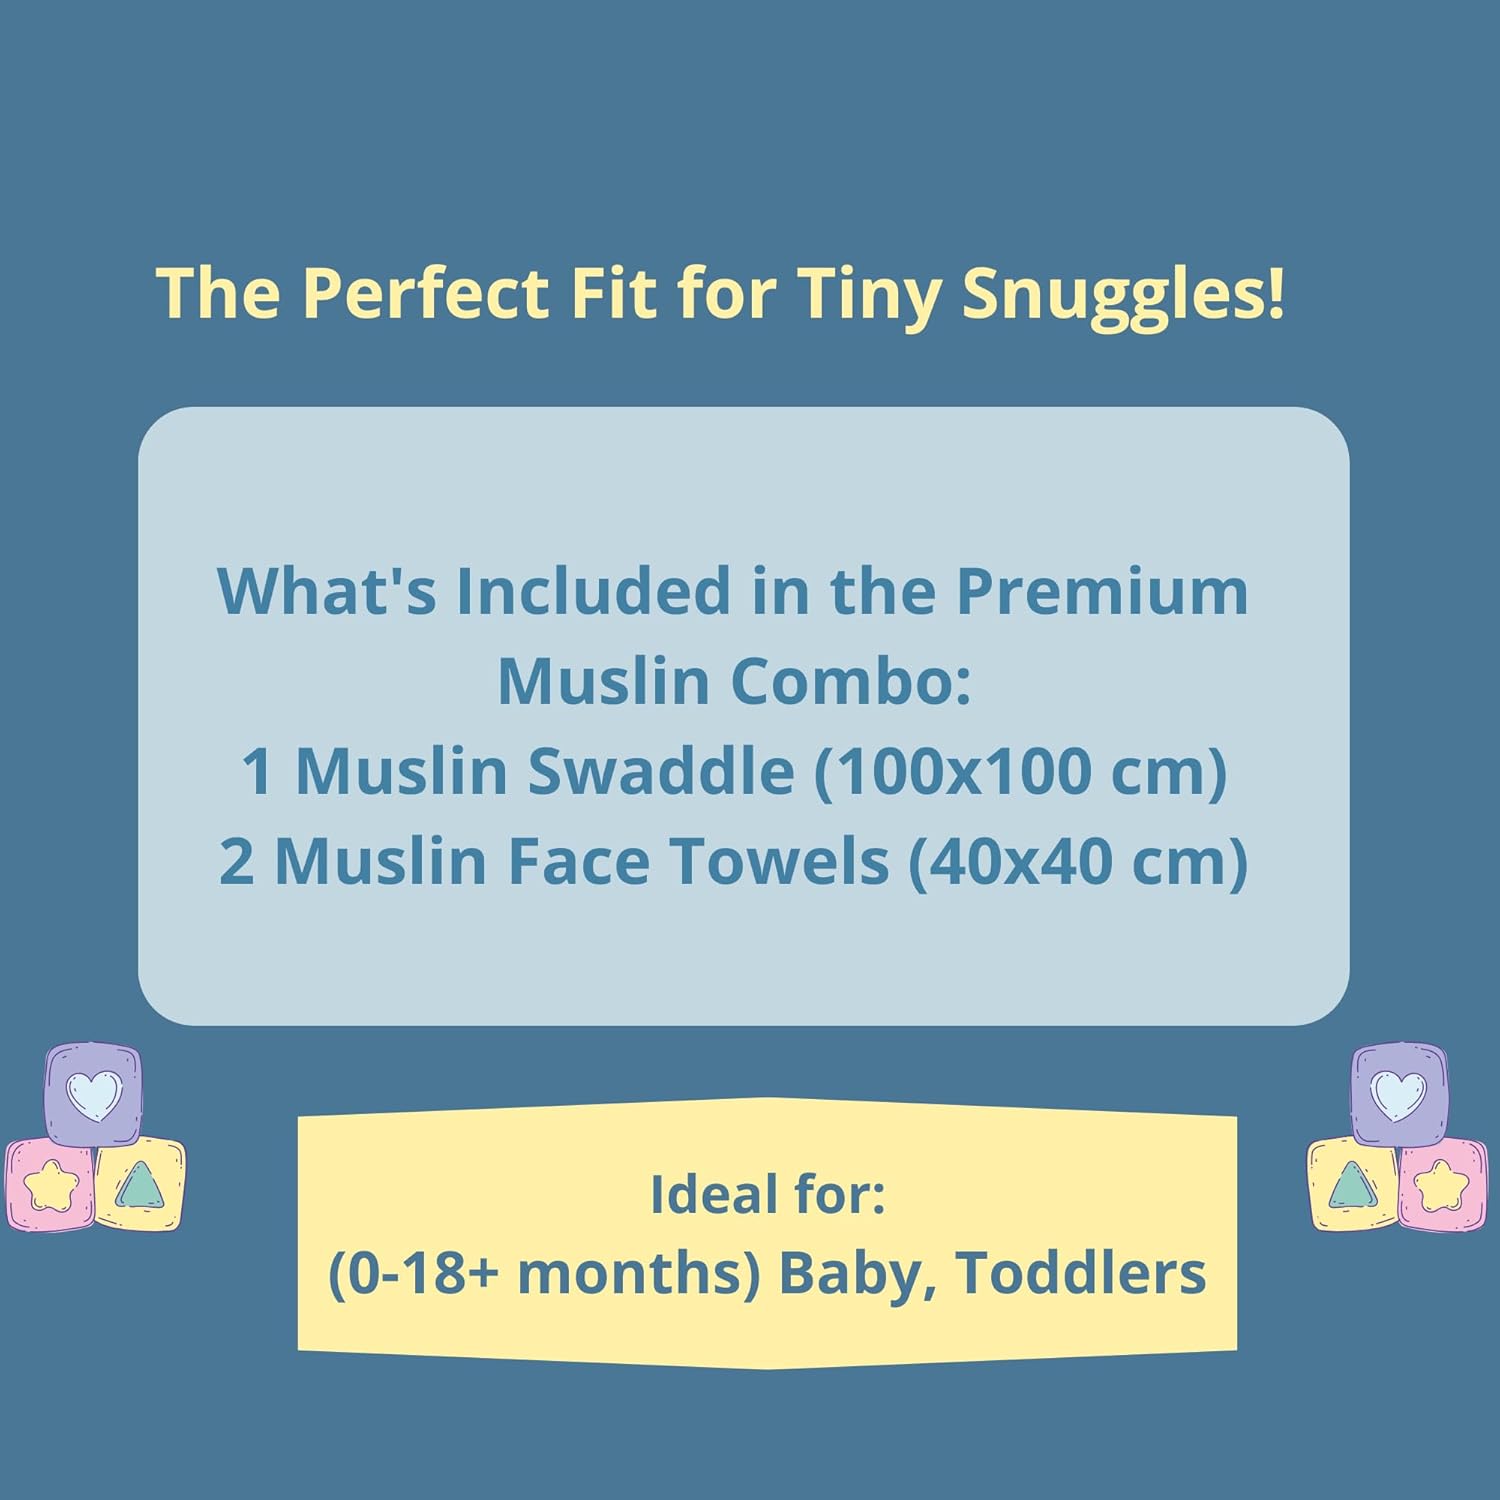 The Perfect Fit for Tiny Snuggles!
What's Included in the Premium
Muslin Combo:
1 Muslin Swaddle (100x100 cm)
2 Muslin Face Towels (40x40 cm)
Ideal for:
(0-18+ months) Baby, Toddlers